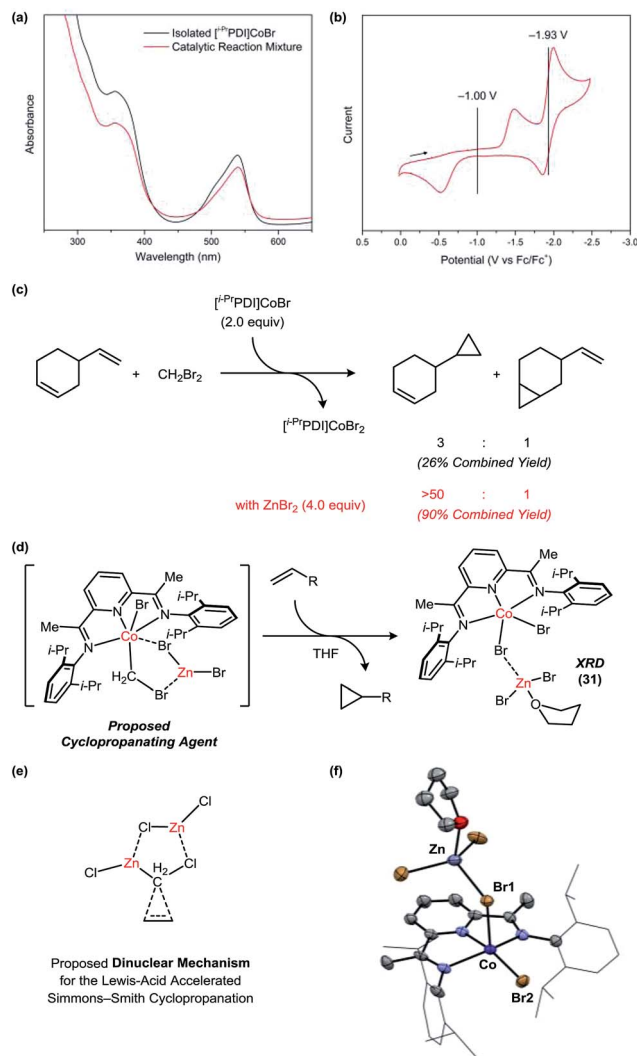 (a)
Isolated [i-PrPDI]CoBr
Catalytic Reaction Mixture
Absorbance
300
400
500
600
Wavelength (nm)
(b)
−1.93 V
−1.00 V
Current
0.5
0.0
-0.5
-1.0
-1.5
-2.0
-2.5
-3.0
Potential (V vs Fc/Fc+)
(c)
[i-PrPDI]CoBr
(2.0 equiv)
+
CH2Br2
+
[i-PrPDI]CoBr2
3 : 1
(26% Combined Yield)
with ZnBr2 (4.0 equiv)
>50 : 1
(90% Combined Yield)
(d)
Me
Br
N
N
Me
N
i-Pr
i-Pr
Co
Br
Zn
Br
H2C
Br
i-Pr
i-Pr
Proposed
Cyclopropanating Agent
R
THF
R
Me
N
N
Me
N
i-Pr
i-Pr
Co
Br
Br
i-Pr
i-Pr
Zn
Br
Br
O
XRD
(31)
(e)
Cl
Zn
Cl
Cl
Zn
Cl
H2
C
Proposed Dinuclear Mechanism
for the Lewis-Acid Accelerated
Simmons–Smith Cyclopropanation
(f)
Zn
Br1
Co
Br2